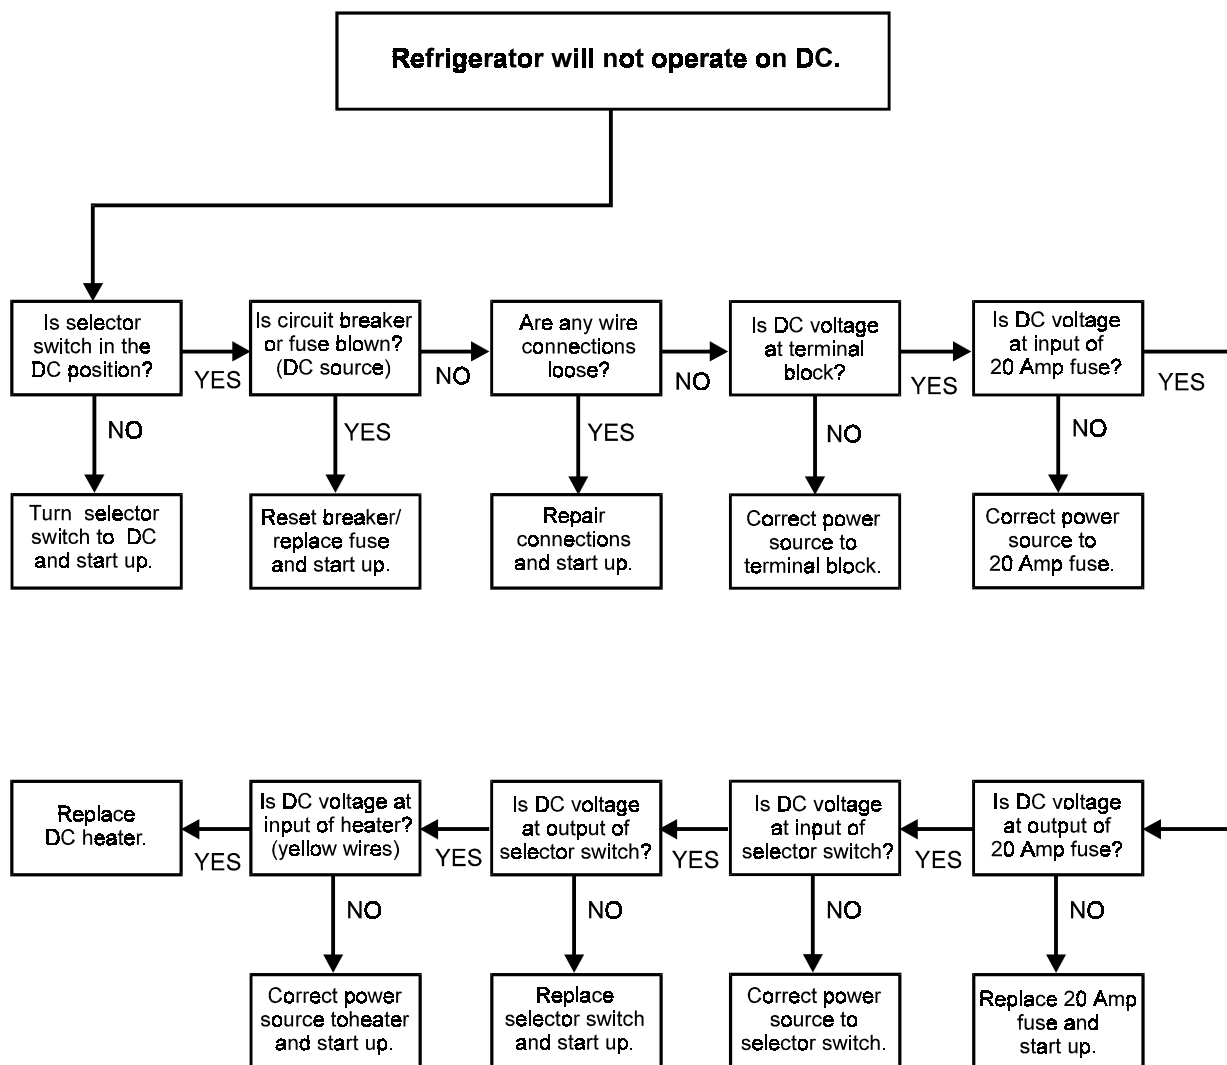 Refrigerator will not operate on DC.
Is selector
switch in the
DC position?
YES
NO
Turn selector
switch to DC
and start up.
Is circuit breaker
or fuse blown?
(DC source)
NO
YES
Reset breaker/
replace fuse
and start up.
Are any wire
connections
loose?
NO
YES
Repair
connections
and start up.
Is DC voltage
at terminal
block?
YES
NO
Correct power
source to
terminal block.
Is DC voltage
at input of
20 Amp fuse?
YES
NO
Correct power
source to
20 Amp fuse.
Is DC voltage
at output of
20 Amp fuse?
YES
NO
Replace 20 Amp
fuse and
start up.
Is DC voltage
at input of
selector switch?
YES
NO
Correct power
source to
selector switch.
Is DC voltage
at output of
selector switch?
YES
NO
Replace
selector switch
and start up.
Is DC voltage at
input of heater?
(yellow wires)
YES
NO
Correct power
source toheater
and start up.
Replace
DC heater.